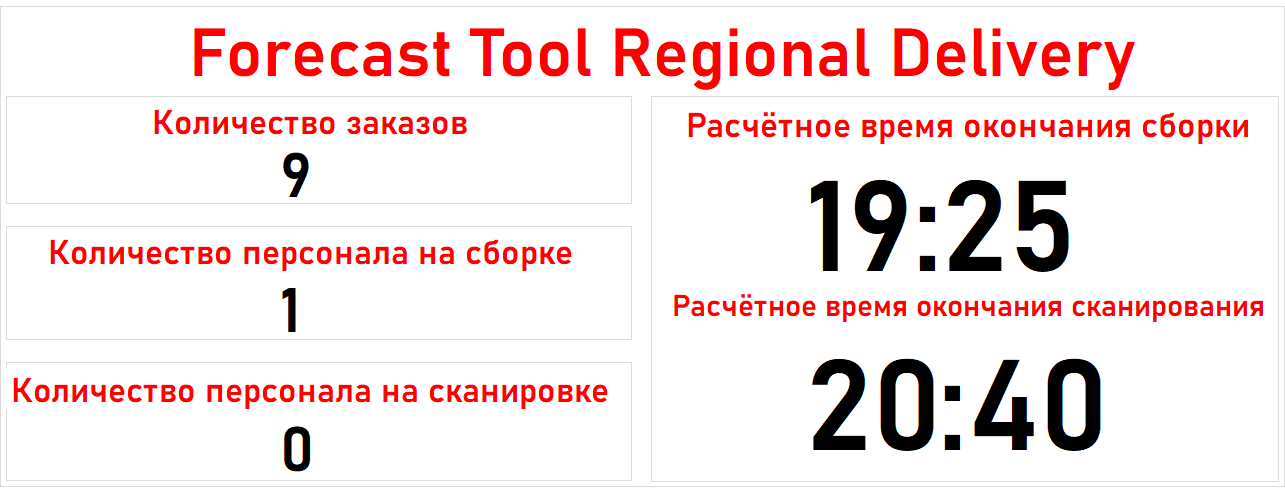 Forecast Tool Regional Delivery
Количество заказов
9
Количество персонала на сборке
1
Количество персонала на сканировке
0
Расчётное время окончания сборки
19:25
Расчётное время окончания сканирования
20:40